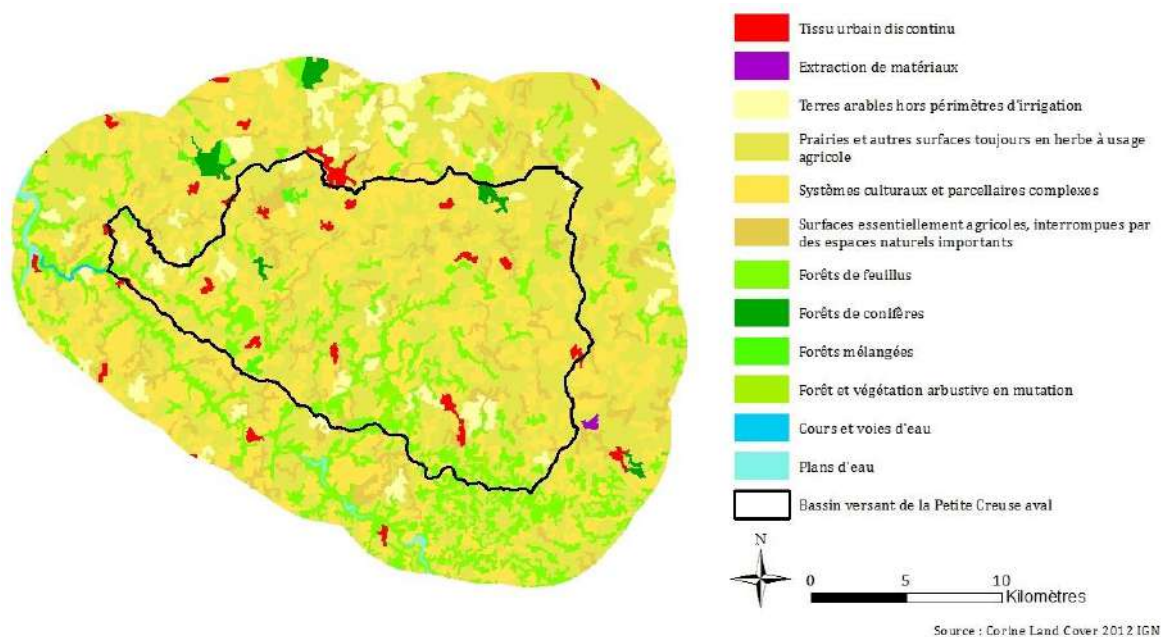 Tissu urbain discontinu
Extraction de matériaux
Terres arables hors périmètres d'irrigation
Prairies et autres surfaces toujours en herbe à usage
agricole
Systèmes culturaux et parcellaires complexes
Surfaces essentiellement agricoles, interrompues par
des espaces naturels importants
Forêts de feuillus
Forêts de conifères
Forêts mélangées
Forêt et végétation arbustive en mutation
Cours et voies d'eau
Plans d'eau
Bassin versant de la Petite Creuse aval
N
0 5 10
Kilomètres
Source : Corine Land Cover 2012 IGN